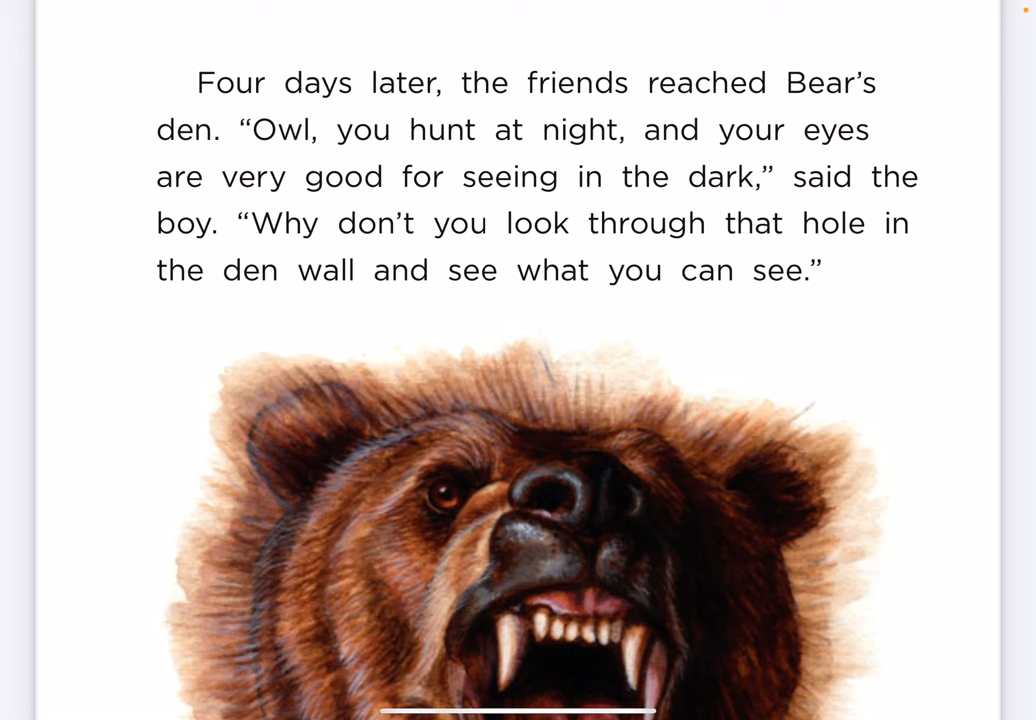 Four days later, the friends reached Bear’s
den. “Owl, you hunt at night, and your eyes
are very good for seeing in the dark,” said the
boy. “Why don’t you look through that hole in
the den wall and see what you can see.”